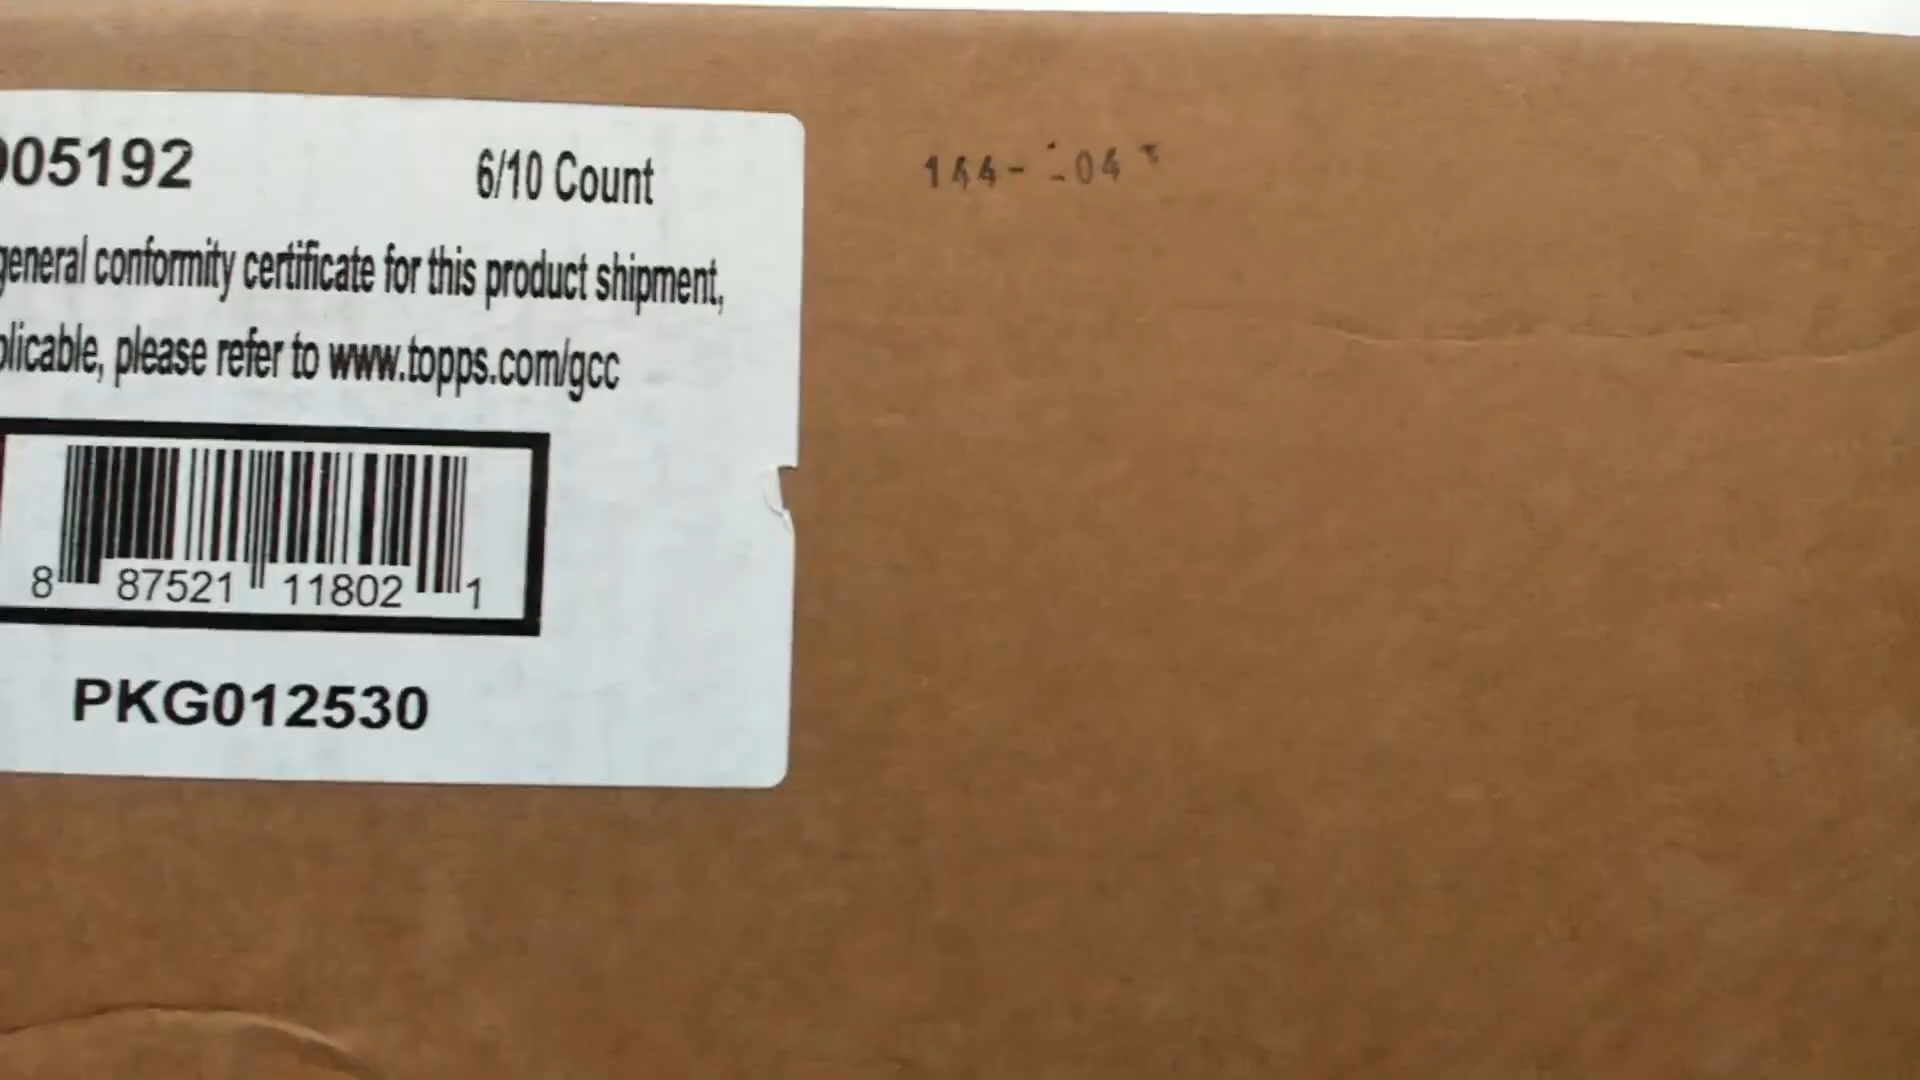 005192
6/10 Count
general conformity certificate for this product shipment,
plicable, please refer to www.topps.com/gcc
8 87521 11802 1
PKG012530